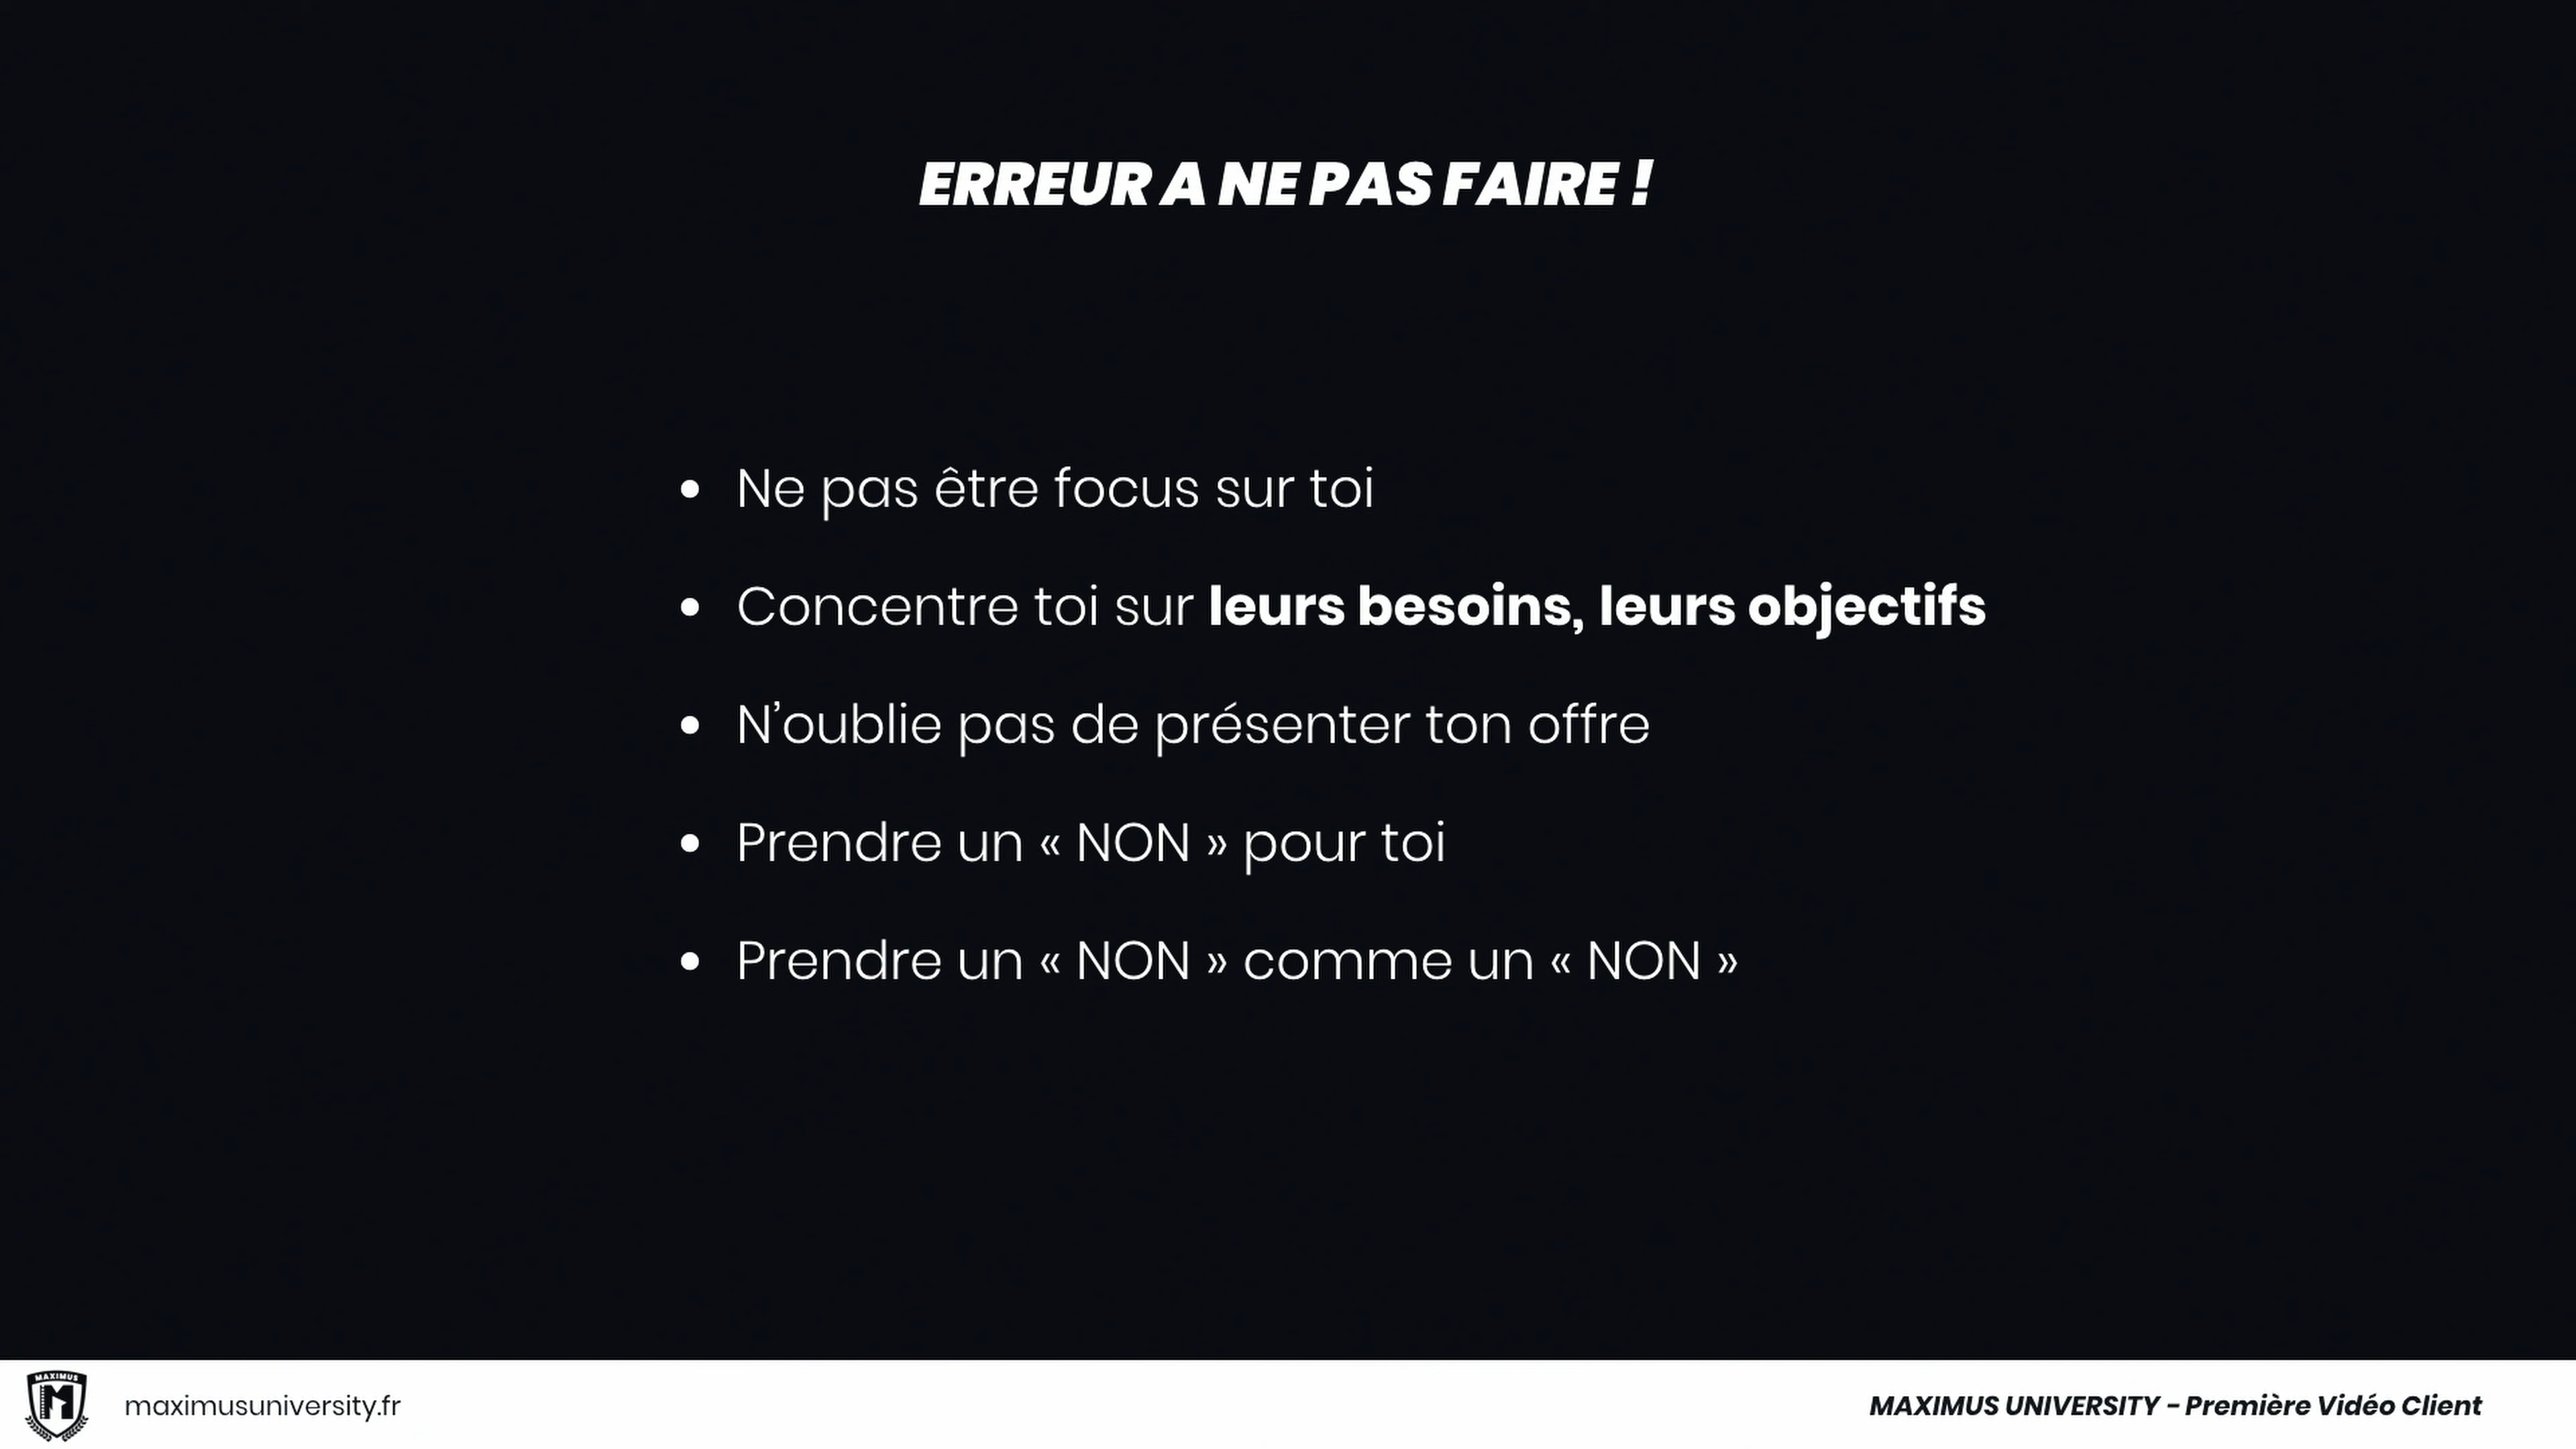 ERREUR A NE PAS FAIRE !
• Ne pas être focus sur toi
• Concentre toi sur leurs besoins, leurs objectifs
• N’oublie pas de présenter ton offre
• Prendre un « NON » pour toi
• Prendre un « NON » comme un « NON »
MAXIMUS
M
maximusuniversity.fr
MAXIMUS UNIVERSITY - Première Vidéo Client